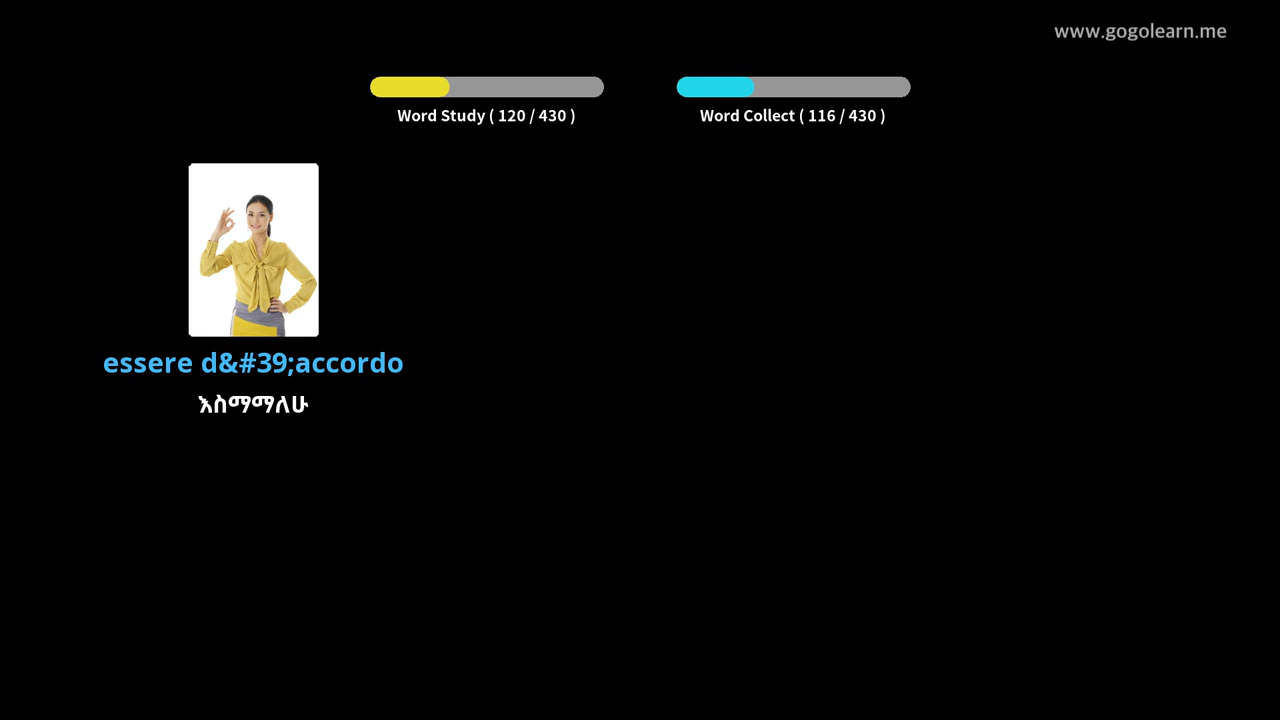 www.gogolearn.me
Word Study ( 120 / 430 )
Word Collect ( 116 / 430 )
essere d&#39;accordo
እስማማለሁ